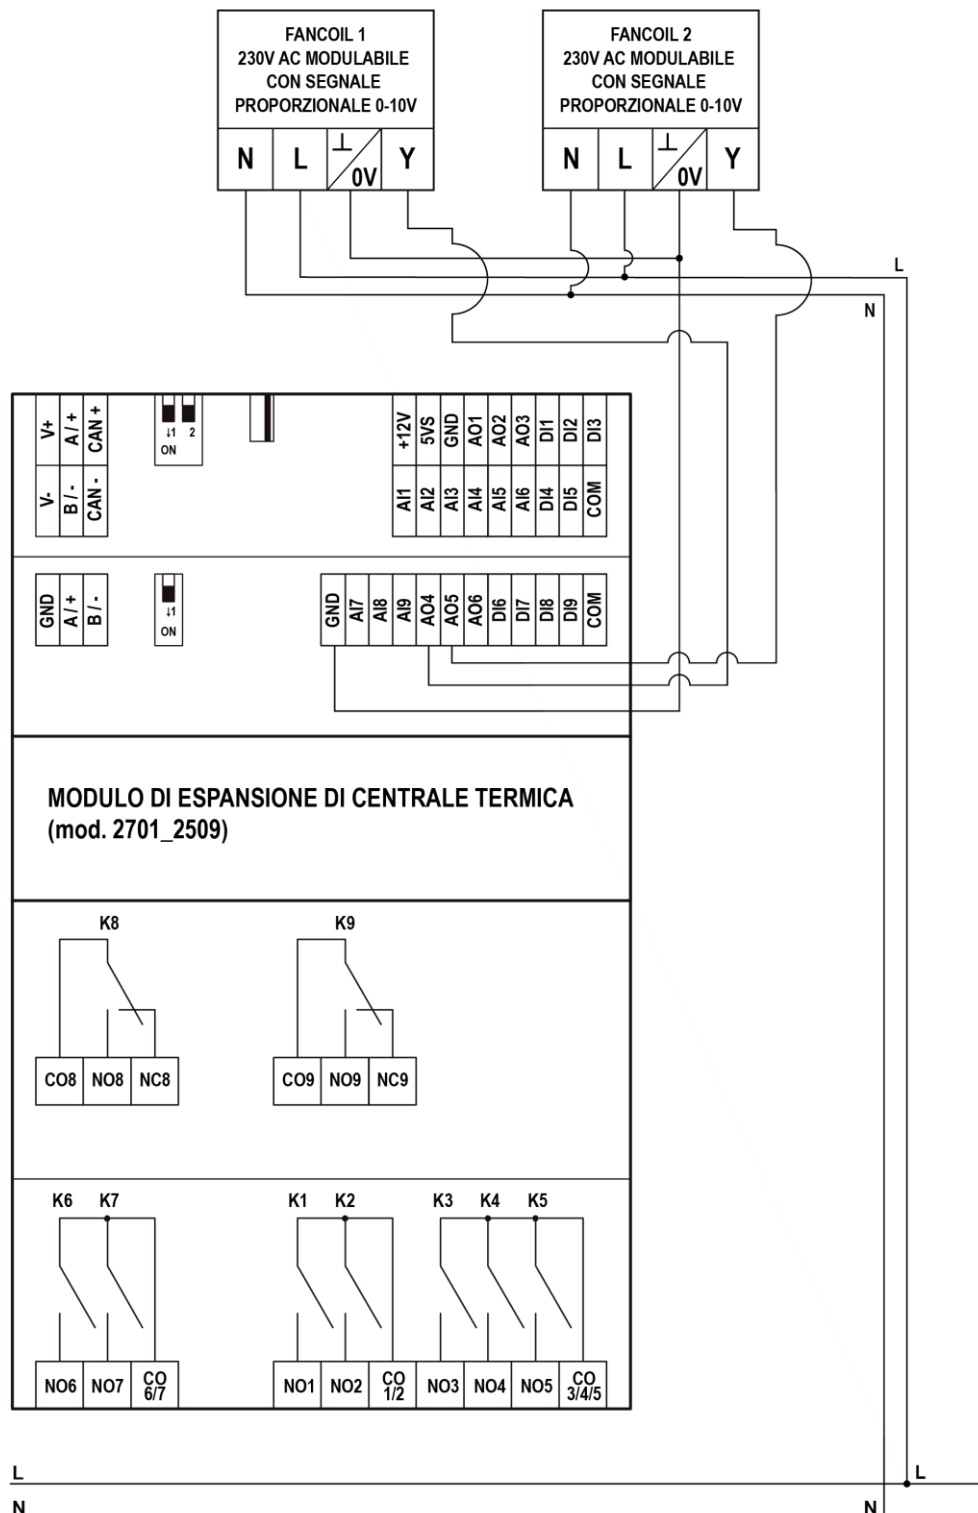 FANCOIL 1
230V AC MODULABILE
CON SEGNALE
PROPORZIONALE 0-10V
N L ⊥/0V Y
FANCOIL 2
230V AC MODULABILE
CON SEGNALE
PROPORZIONALE 0-10V
N L ⊥/0V Y
L
N
V+ A / + CAN +
V- B / - CAN -
↓1 2
ON
+12V 5VS GND AO1 AO2 AO3 DI1 DI2 DI3
AI1 AI2 AI3 AI4 AI5 AI6 DI4 DI5 COM
GND A / + B / -
↓1
ON
GND AI7 AI8 AI9 AO4 AO5 AO6 DI6 DI7 DI8 DI9 COM
MODULO DI ESPANSIONE DI CENTRALE TERMICA
(mod. 2701_2509)
K8 K9
CO8 NO8 NC8 CO9 NO9 NC9
K6 K7 K1 K2 K3 K4 K5
NO6 NO7 CO 6/7 NO1 NO2 CO 1/2 NO3 NO4 NO5 CO 3/4/5
L L
N N